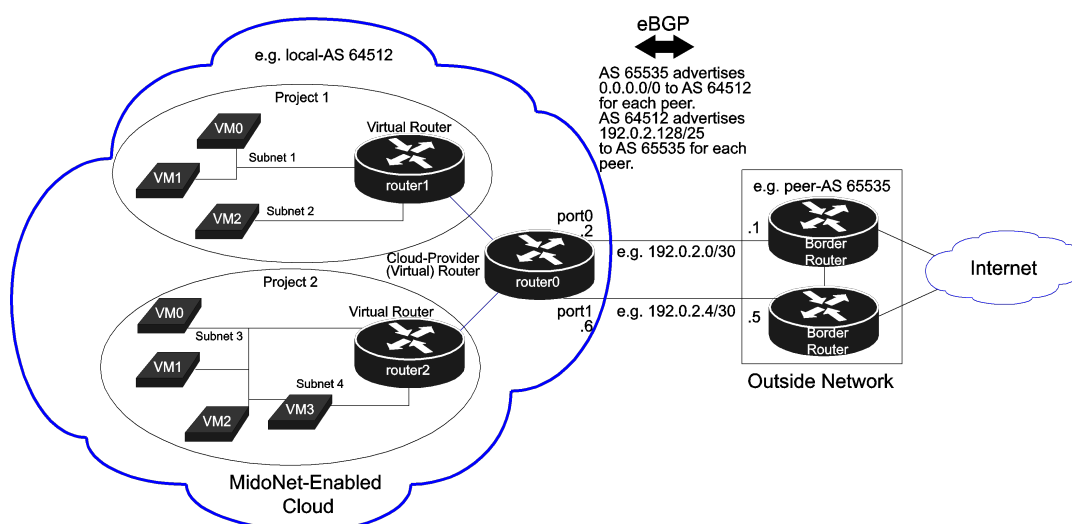 eBGP
AS 65535 advertises
0.0.0.0/0 to AS 64512
for each peer.
AS 64512 advertises
192.0.2.128/25
to AS 65535 for each
peer.
e.g. local-AS 64512
Project 1
VM0
Virtual Router
Subnet 1
VM1
router1
VM2
Subnet 2
e.g. peer-AS 65535
port0
.2
.1
Border
Router
e.g. 192.0.2.0/30
Cloud-Provider
(Virtual) Router
router0
Internet
Project 2
port1
.6
e.g. 192.0.2.4/30
.5
Border
Router
VM0
Virtual Router
Subnet 3
VM1
router2
Subnet 4
VM2
VM3
Outside Network
MidoNet-Enabled
Cloud